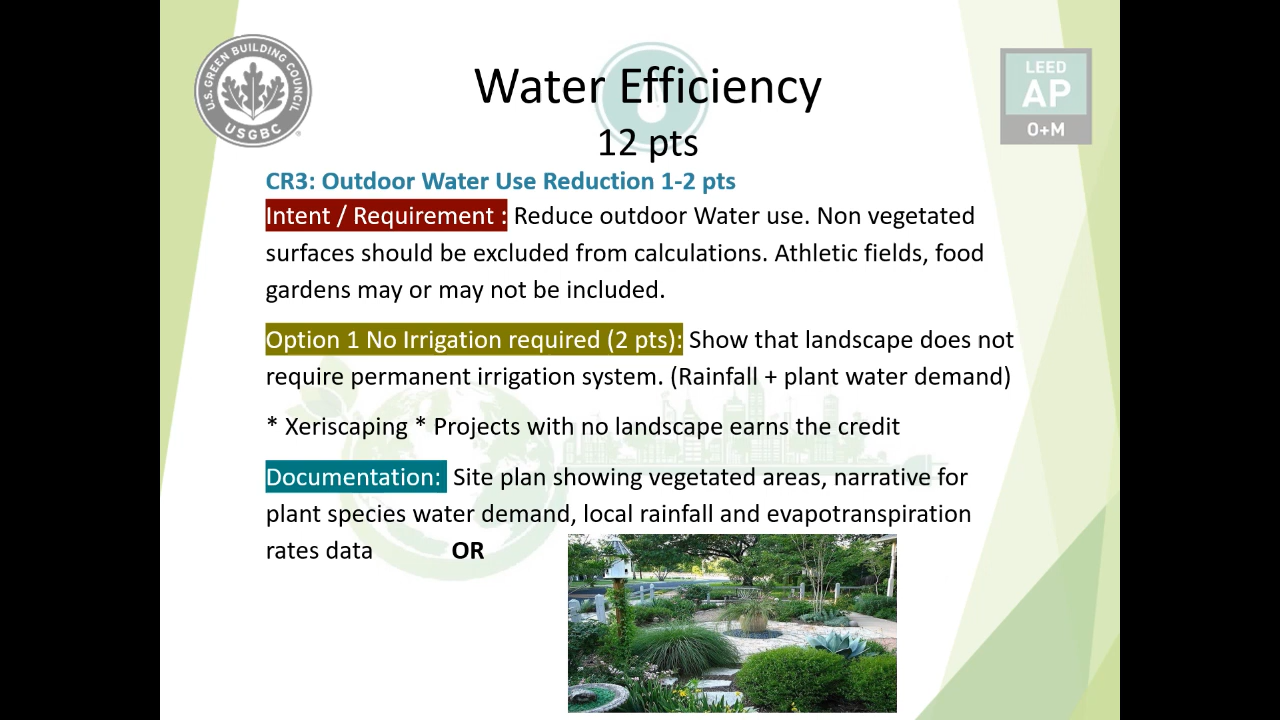 U.S. GREEN BUILDING COUNCIL
USGBC
LEED
AP
O+M
Water Efficiency
12 pts
CR3: Outdoor Water Use Reduction 1-2 pts
Intent / Requirement : Reduce outdoor Water use. Non vegetated
surfaces should be excluded from calculations. Athletic fields, food
gardens may or may not be included.
Option 1 No Irrigation required (2 pts): Show that landscape does not
require permanent irrigation system. (Rainfall + plant water demand)
* Xeriscaping * Projects with no landscape earns the credit
Documentation: Site plan showing vegetated areas, narrative for
plant species water demand, local rainfall and evapotranspiration
rates data OR